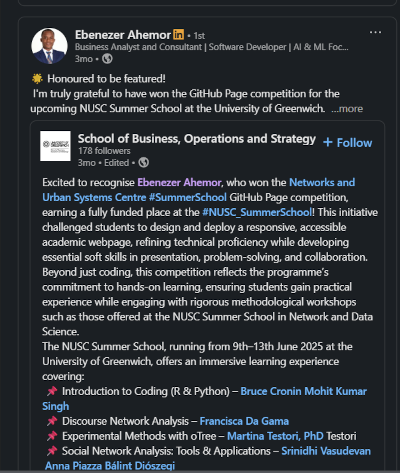 Ebenezer Ahemor in • 1st
Business Analyst and Consultant | Software Developer | AI & ML Foc...
3mo •
🌟 Honoured to be featured!
I'm truly grateful to have won the GitHub Page competition for the
upcoming NUSC Summer School at the University of Greenwich. ...more
School of Business, Operations and Strategy
+ Follow
178 followers
3mo • Edited •
Excited to recognise Ebenezer Ahemor, who won the Networks and
Urban Systems Centre #SummerSchool GitHub Page competition,
earning a fully funded place at the #NUSC_SummerSchool! This initiative
challenged students to design and deploy a responsive, accessible
academic webpage, refining technical proficiency while developing
essential soft skills in presentation, problem-solving, and collaboration.
Beyond just coding, this competition reflects the programme's
commitment to hands-on learning, ensuring students gain practical
experience while engaging with rigorous methodological workshops
such as those offered at the NUSC Summer School in Network and Data
Science.
The NUSC Summer School, running from 9th–13th June 2025 at the
University of Greenwich, offers an immersive learning experience
covering:
📌 Introduction to Coding (R & Python) – Bruce Cronin Mohit Kumar
Singh
📌 Discourse Network Analysis – Francisca Da Gama
📌 Experimental Methods with oTree – Martina Testori, PhD Testori
📌 Social Network Analysis: Tools & Applications – Srinidhi Vasudevan
Anna Piazza Bálint Diószegi